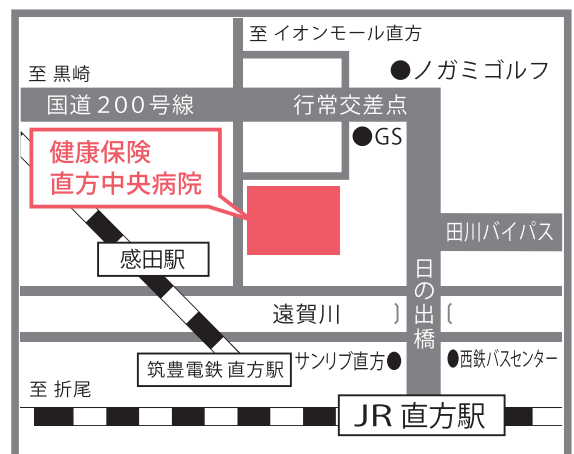 至 イオンモール直方
至 黒崎
●ノガミゴルフ
国道200号線
行常交差点
●GS
健康保険
直方中央病院
田川バイパス
感田駅
日の出橋
遠賀川
筑豊電鉄 直方駅
サンリブ直方●
●西鉄バスセンター
至 折尾
JR 直方駅